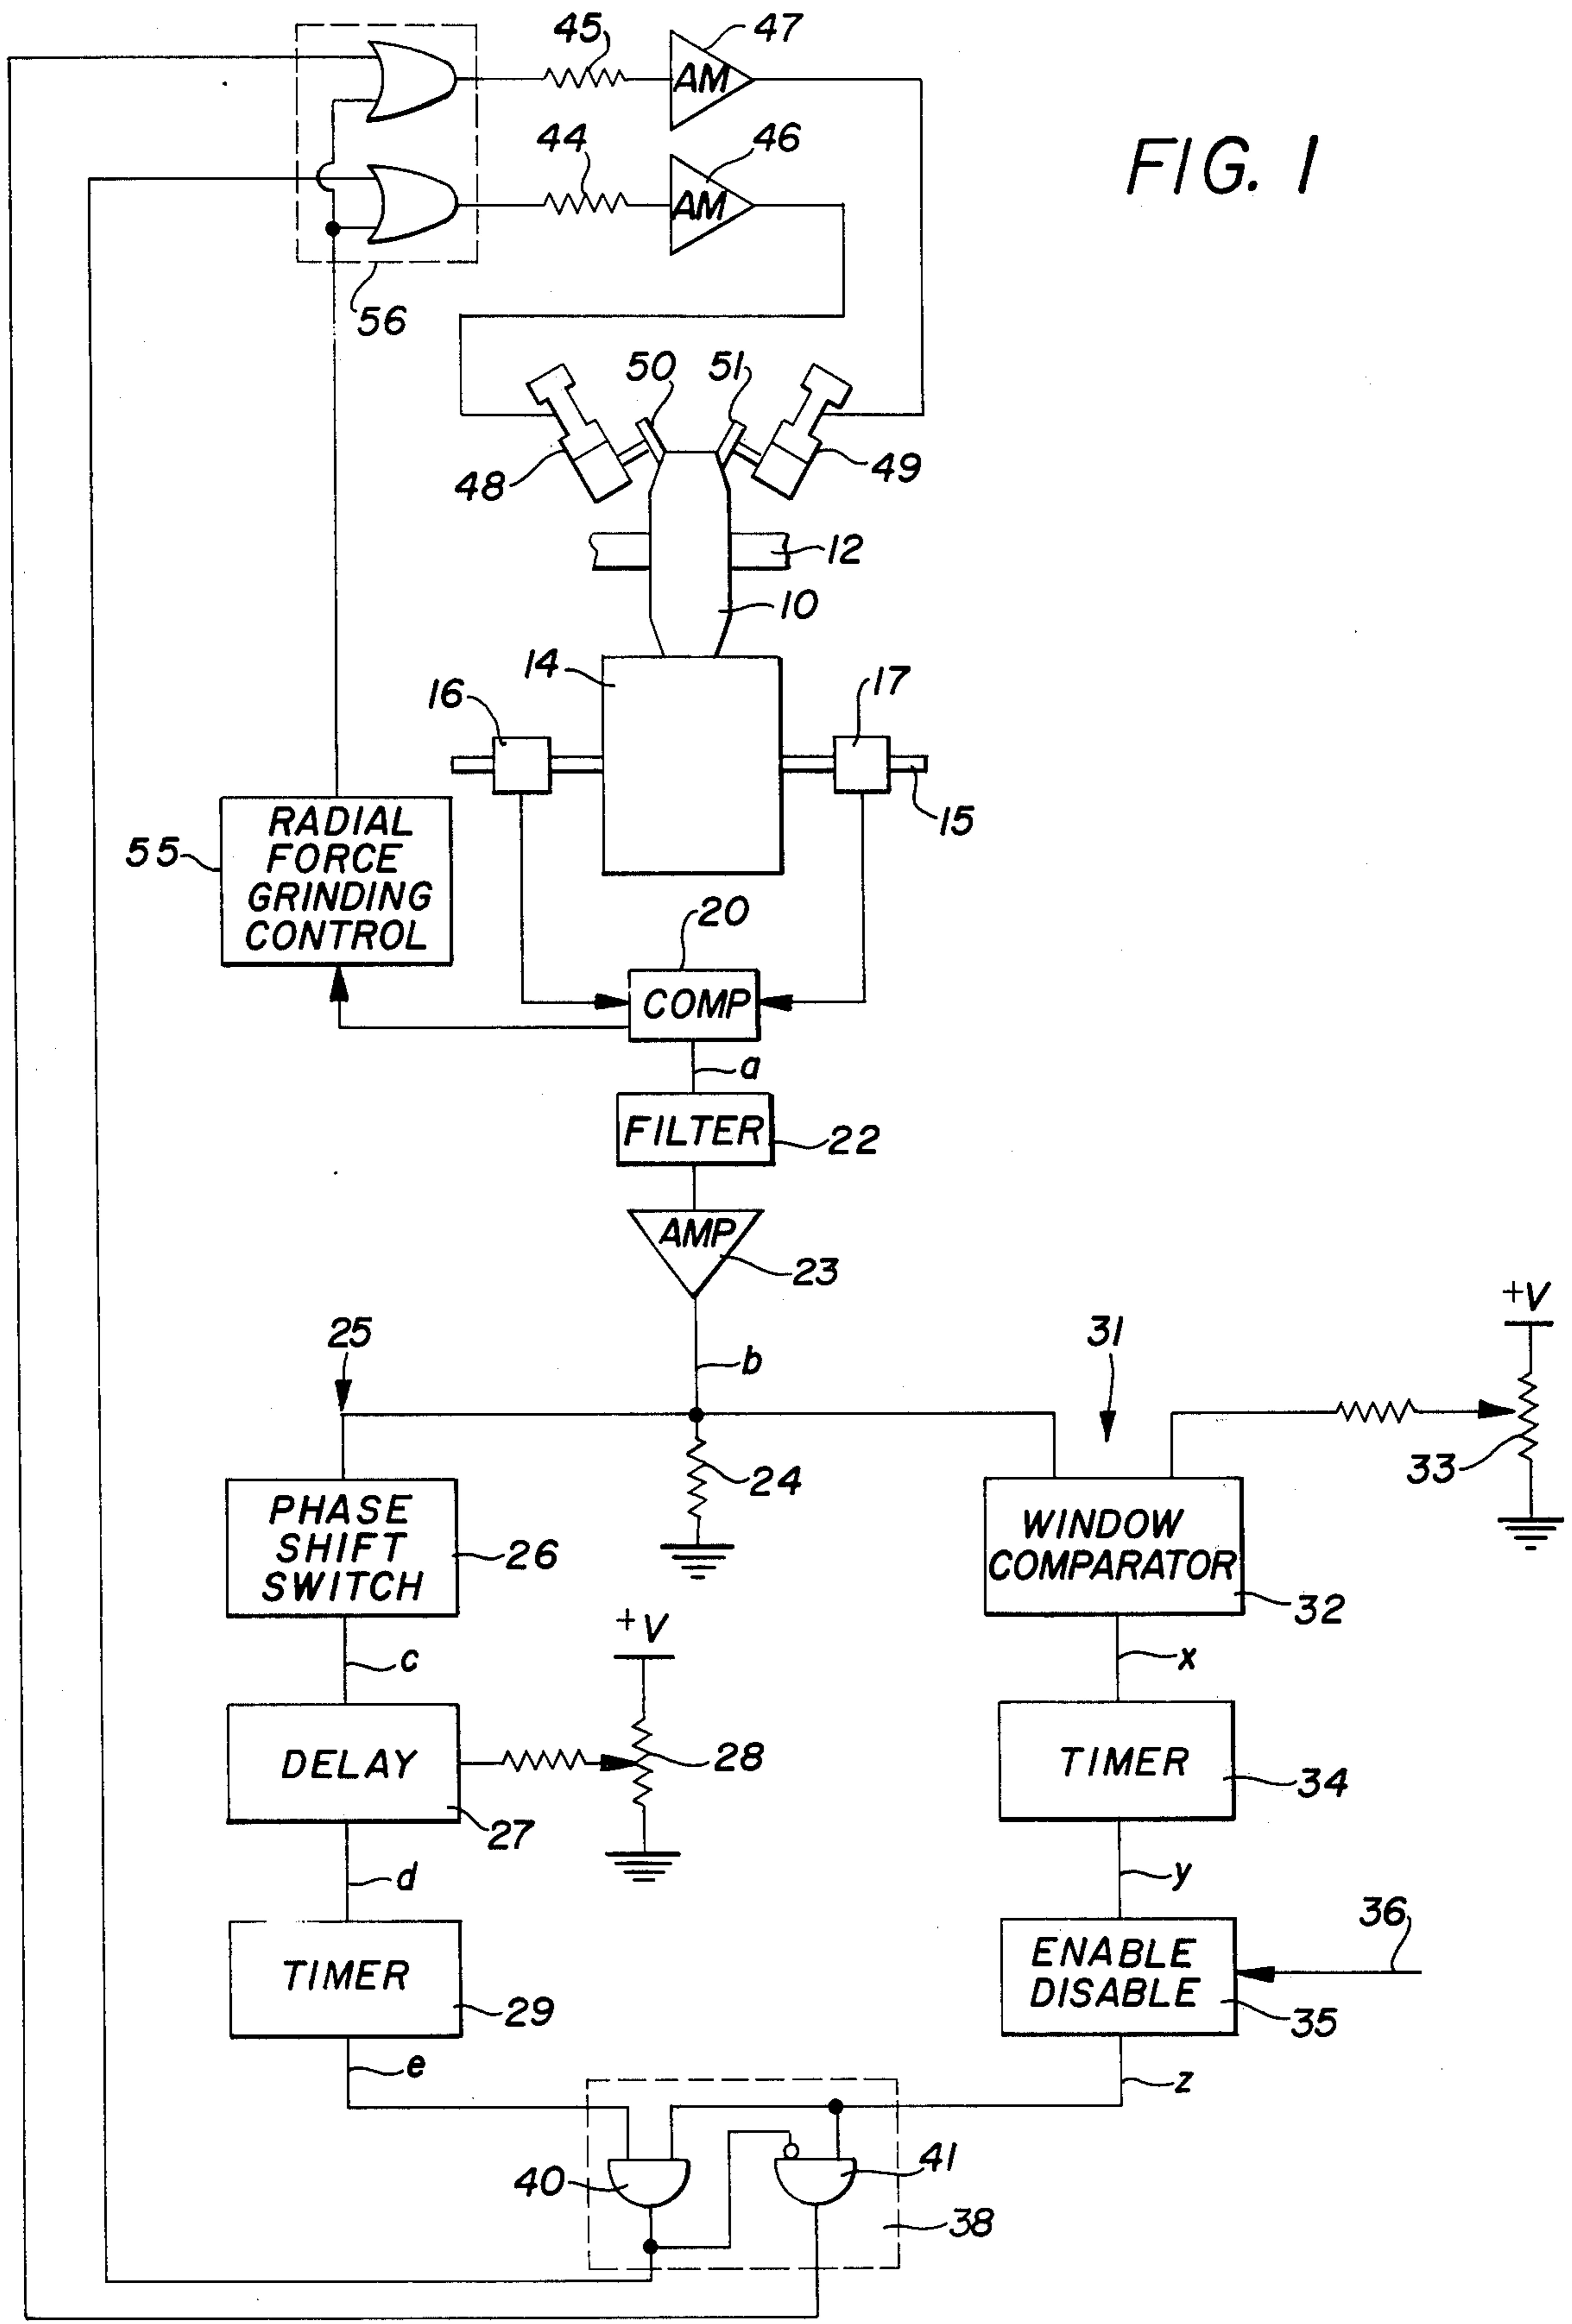 45
47
AM
FIG. 1
44
46
AM
56
50
51
48
49
12
10
14
16
17
15
55
RADIAL
FORCE
GRINDING
CONTROL
20
COMP
a
FILTER
22
AMP
23
+V
25
31
b
33
24
PHASE
SHIFT
SWITCH
26
WINDOW
COMPARATOR
32
+V
c
x
DELAY
27
28
TIMER
34
d
y
36
TIMER
29
ENABLE
DISABLE
35
e
z
40
41
38